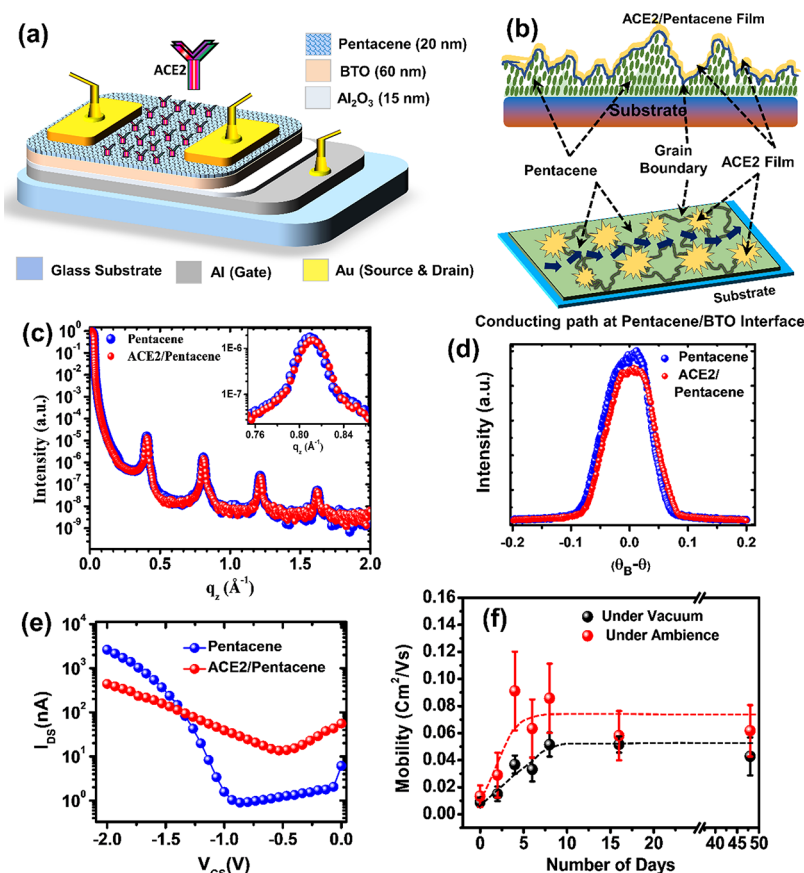 (a)
ACE2
Pentacene (20 nm)
BTO (60 nm)
Al₂O₃ (15 nm)
Glass Substrate
Al (Gate)
Au (Source & Drain)
(b)
ACE2/Pentacene Film
Substrate
Pentacene
Grain
Boundary
ACE2 Film
Substrate
Conducting path at Pentacene/BTO Interface
(c)
Pentacene
ACE2/Pentacene
Intensity (a.u.)
10⁰
10⁻¹
10⁻²
10⁻³
10⁻⁴
10⁻⁵
10⁻⁶
10⁻⁷
10⁻⁸
10⁻⁹
0.0 0.5 1.0 1.5 2.0
q_z (Å⁻¹)
1E-6
1E-7
0.76 0.80 0.84
q_z (Å⁻¹)
(d)
Pentacene
ACE2/
Pentacene
Intensity (a.u.)
-0.2 -0.1 0.0 0.1 0.2
(θ_B-θ)
(e)
Pentacene
ACE2/Pentacene
I_DS(nA)
10⁴
10³
10²
10¹
10⁰
-2.0 -1.5 -1.0 -0.5 0.0
V_GS(V)
(f)
Under Vacuum
Under Ambience
Mobility (Cm²/Vs)
0.16
0.14
0.12
0.10
0.08
0.06
0.04
0.02
0.00
0 5 10 15 20 40 45 50
Number of Days